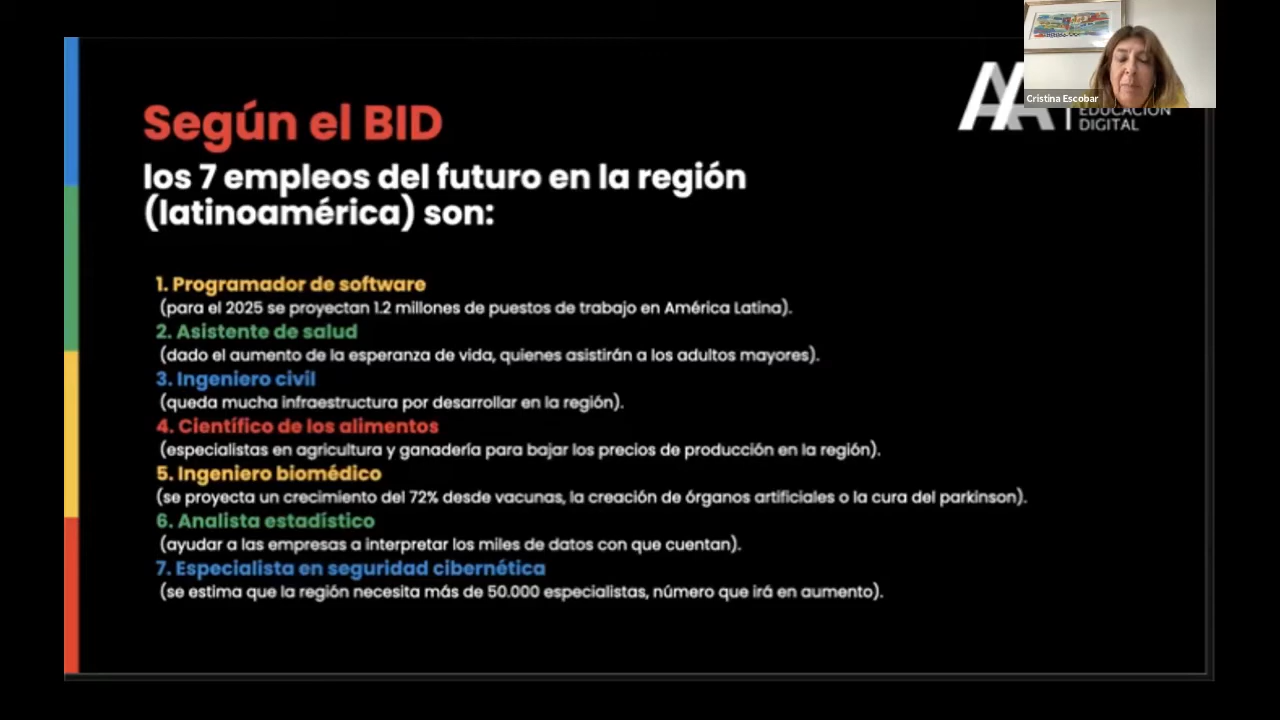 Cristina Escobar
AA
EDUCACIÓN
DIGITAL
Según el BID
los 7 empleos del futuro en la región
(latinoamérica) son:
1. Programador de software
(para el 2025 se proyectan 1.2 millones de puestos de trabajo en América Latina).
2. Asistente de salud
(dado el aumento de la esperanza de vida, quienes asistirán a los adultos mayores).
3. Ingeniero civil
(queda mucha infraestructura por desarrollar en la región).
4. Científico de los alimentos
(especialistas en agricultura y ganadería para bajar los precios de producción en la región).
5. Ingeniero biomédico
(se proyecta un crecimiento del 72% desde vacunas, la creación de órganos artificiales o la cura del parkinson).
6. Analista estadístico
(ayudar a las empresas a interpretar los miles de datos con que cuentan).
7. Especialista en seguridad cibernética
(se estima que la región necesita más de 50.000 especialistas, número que irá en aumento).